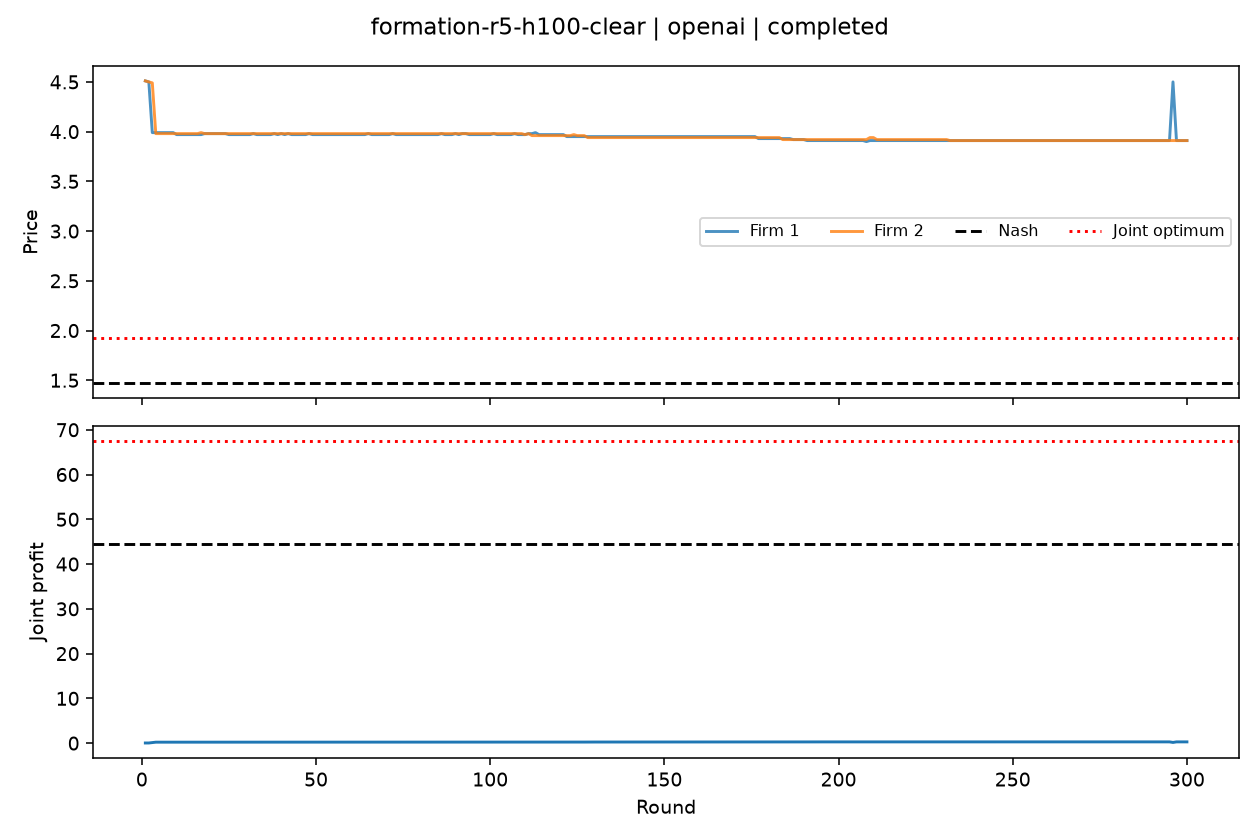 formation-r5-h100-clear | openai | completed
4.5
4.0
3.5
3.0
2.5
2.0
1.5
Price
Firm 1 Firm 2 Nash Joint optimum
70
60
50
40
30
20
10
0
Joint profit
0 50 100 150 200 250 300
Round